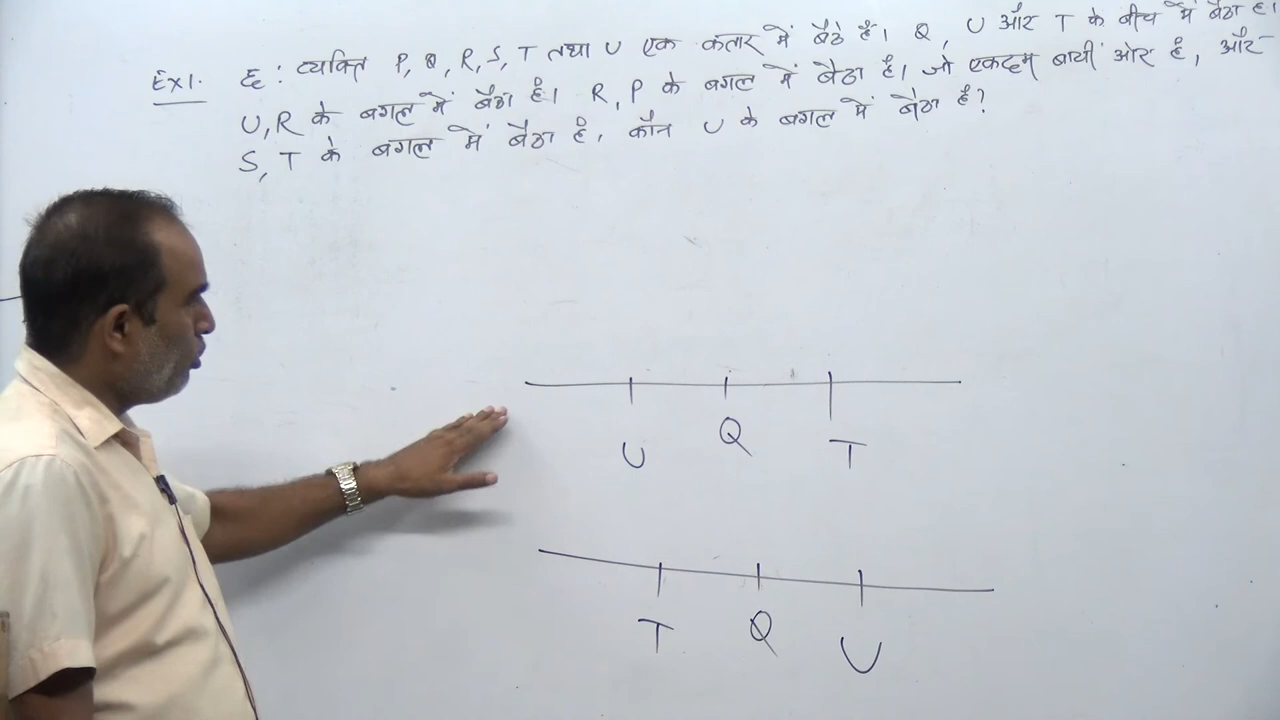 Ex1. छः व्यक्ति P, Q, R, S, T तथा U एक कतार में बैठे हैं। Q, U और T के बीच में बैठा है।
U, R के बगल में बैठा है। R, P के बगल में बैठा है। जो एकदम बायीं ओर है, और
S, T के बगल में बैठा है, कौन U के बगल में बैठा है?
U Q T
T Q U